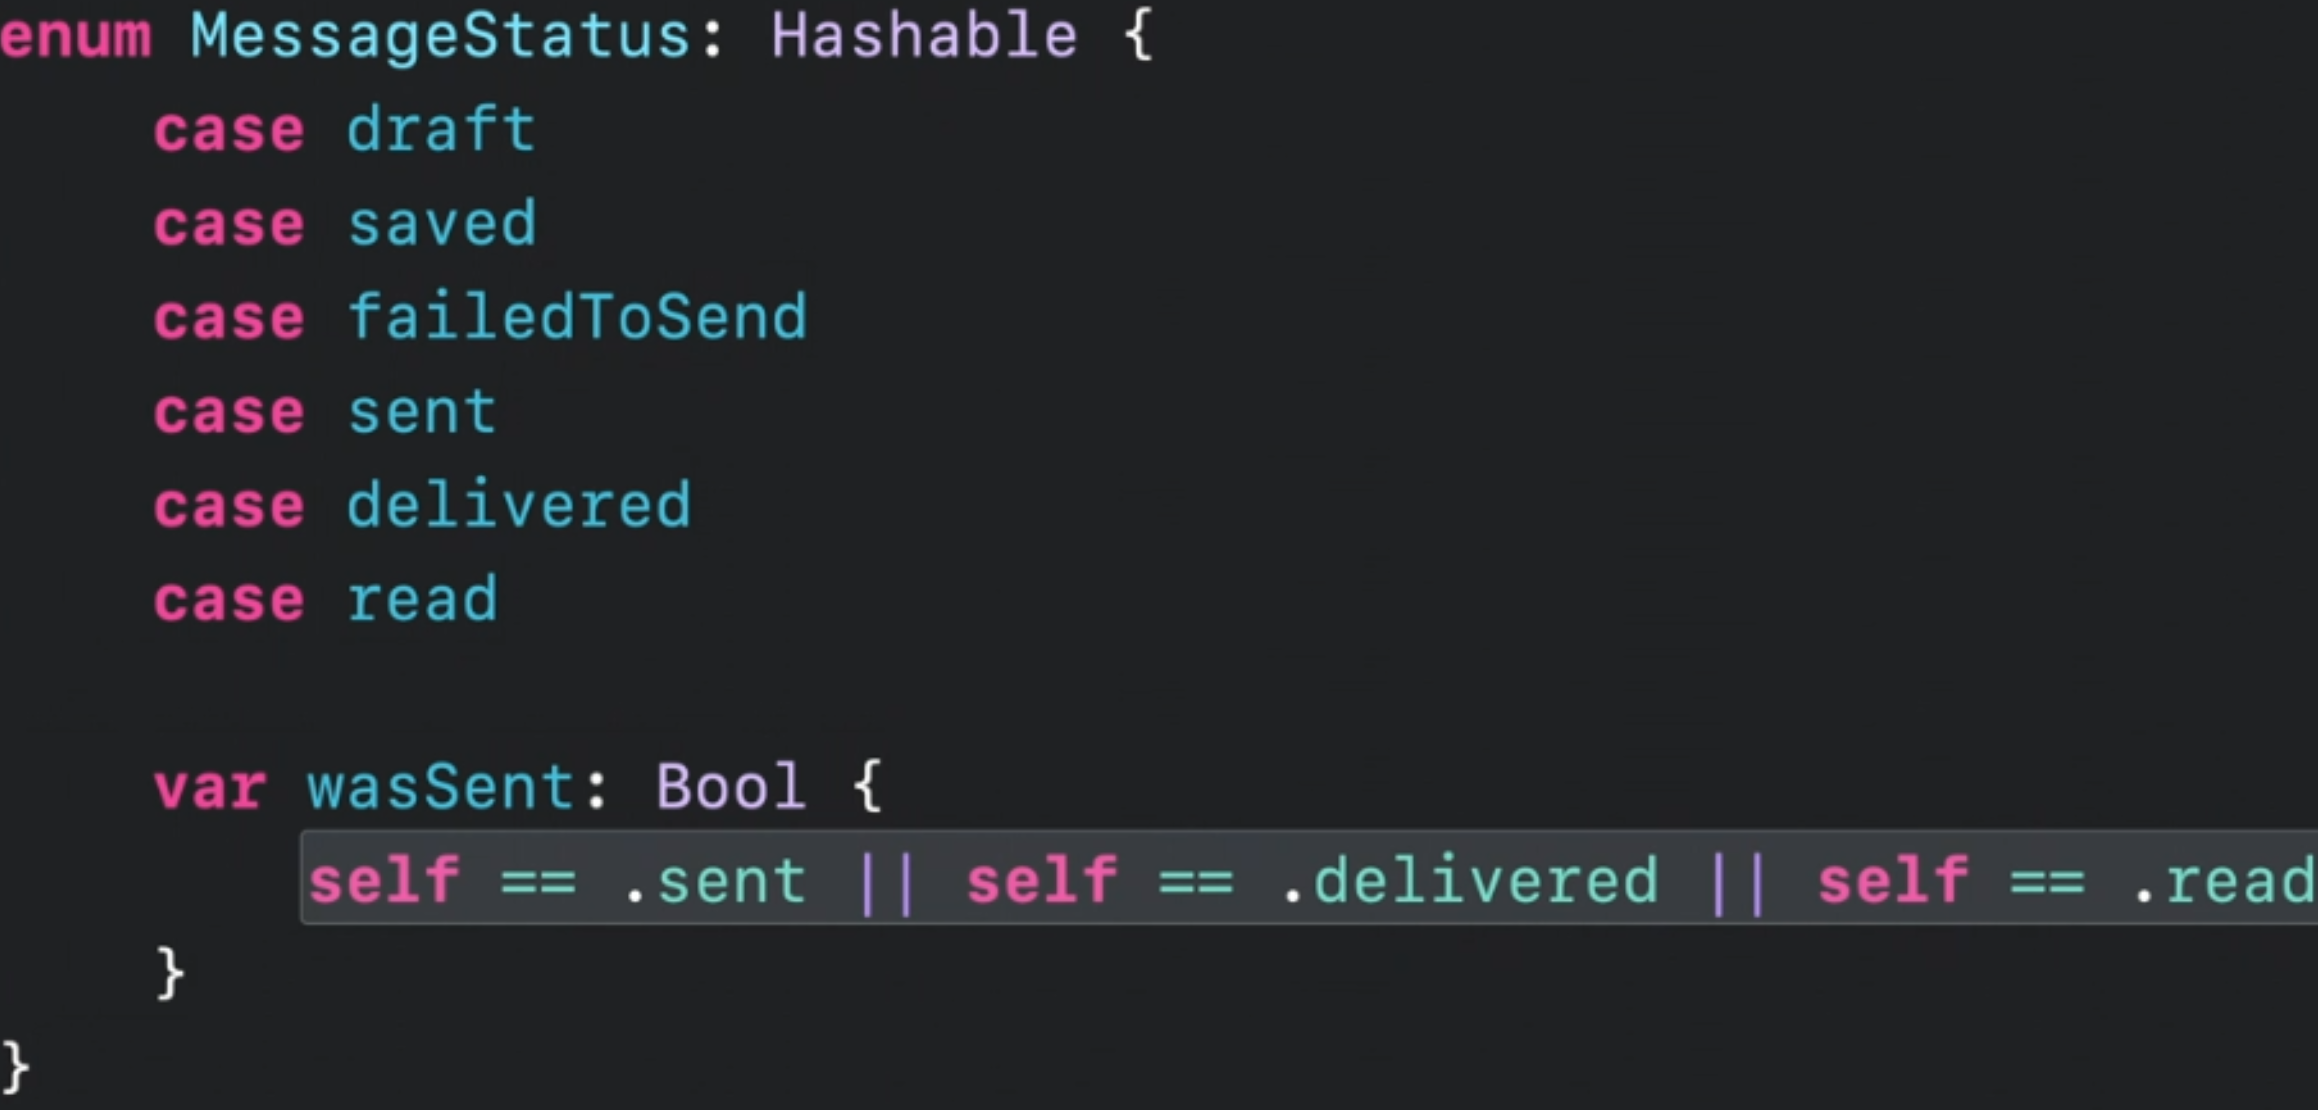 enum MessageStatus: Hashable {
    case draft
    case saved
    case failedToSend
    case sent
    case delivered
    case read

    var wasSent: Bool {
        self == .sent || self == .delivered || self == .read
    }
}